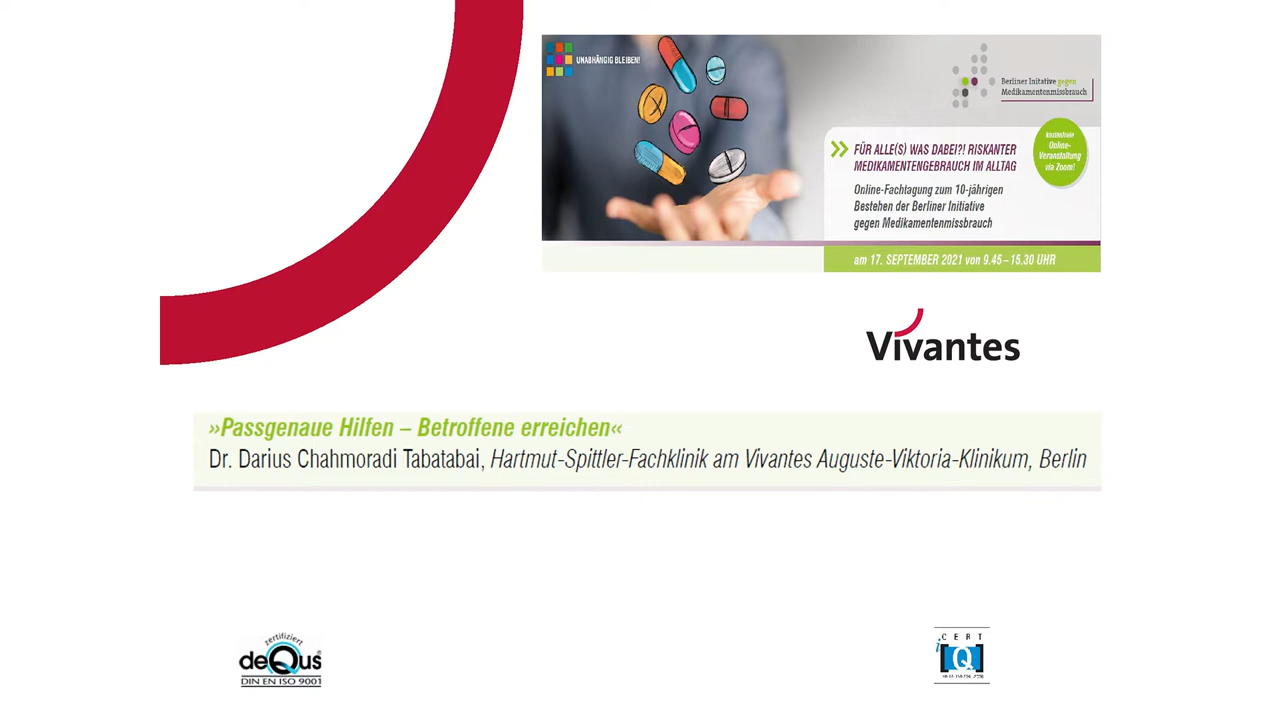 UNABHÄNGIG BLEIBEN!
Berliner Initative gegen
Medikamentenmissbrauch
kostenfreie
Online-
Veranstaltung
via Zoom!
FÜR ALLE(S) WAS DABEI?! RISKANTER
MEDIKAMENTENGEBRAUCH IM ALLTAG
Online-Fachtagung zum 10-jährigen
Bestehen der Berliner Initiative
gegen Medikamentenmissbrauch
am 17. SEPTEMBER 2021 von 9.45 – 15.30 UHR
Vivantes
»Passgenaue Hilfen – Betroffene erreichen«
Dr. Darius Chahmoradi Tabatabai, Hartmut-Spittler-Fachklinik am Vivantes Auguste-Viktoria-Klinikum, Berlin
zertifiziert
deQus
DIN EN ISO 9001
CERT
iQ